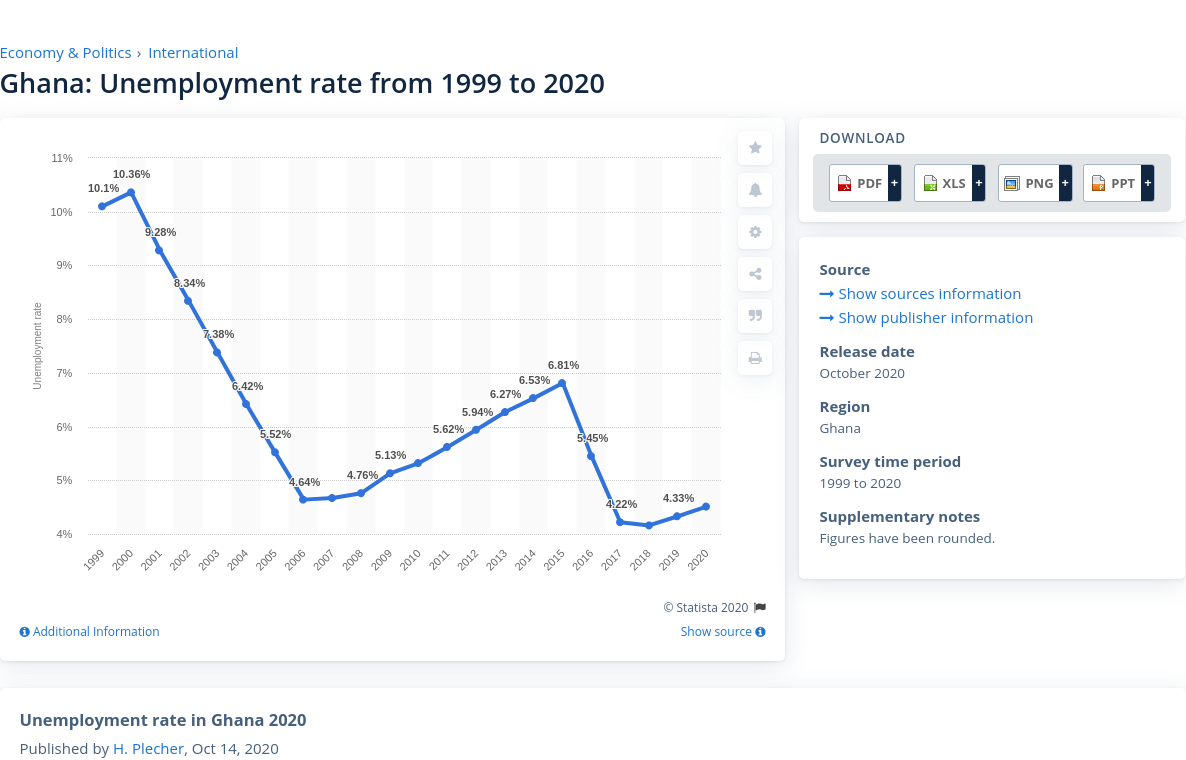 Economy & Politics › International
Ghana: Unemployment rate from 1999 to 2020
Unemployment rate
11%
10%
9%
8%
7%
6%
5%
4%
10.1%
10.36%
9.28%
8.34%
7.38%
6.42%
5.52%
4.64%
4.76%
5.13%
5.62%
5.94%
6.27%
6.53%
6.81%
5.45%
4.22%
4.33%
1999 2000 2001 2002 2003 2004 2005 2006 2007 2008 2009 2010 2011 2012 2013 2014 2015 2016 2017 2018 2019 2020
© Statista 2020
Additional Information
Show source
DOWNLOAD
PDF + XLS + PNG + PPT +
Source
Show sources information
Show publisher information
Release date
October 2020
Region
Ghana
Survey time period
1999 to 2020
Supplementary notes
Figures have been rounded.
Unemployment rate in Ghana 2020
Published by H. Plecher, Oct 14, 2020